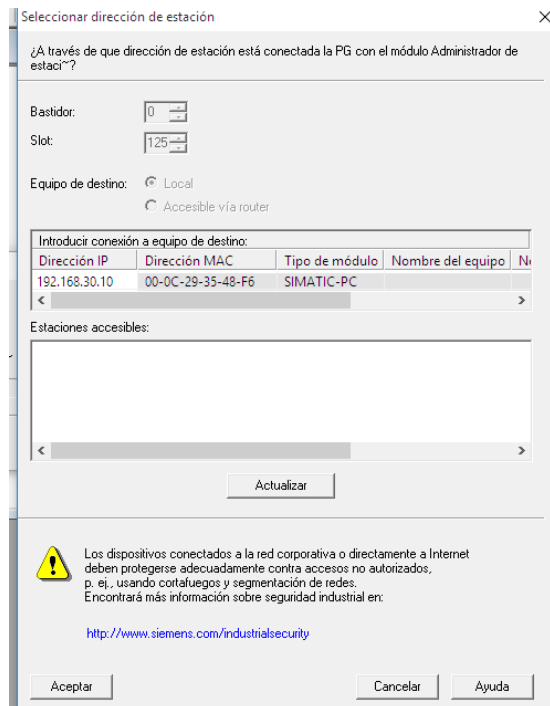 Seleccionar dirección de estación
¿A través de que dirección de estación está conectada la PG con el módulo Administrador de
estaci~?
Bastidor:
0
Slot:
125
Equipo de destino:
Local
Accesible vía router
Introducir conexión a equipo de destino:
Dirección IP Dirección MAC Tipo de módulo Nombre del equipo
192.168.30.10 00-0C-29-35-48-F6 SIMATIC-PC
Estaciones accesibles:
Actualizar
Los dispositivos conectados a la red corporativa o directamente a Internet
deben protegerse adecuadamente contra accesos no autorizados,
p. ej., usando cortafuegos y segmentación de redes.
Encontrará más información sobre seguridad industrial en:
http://www.siemens.com/industrialsecurity
Aceptar Cancelar Ayuda